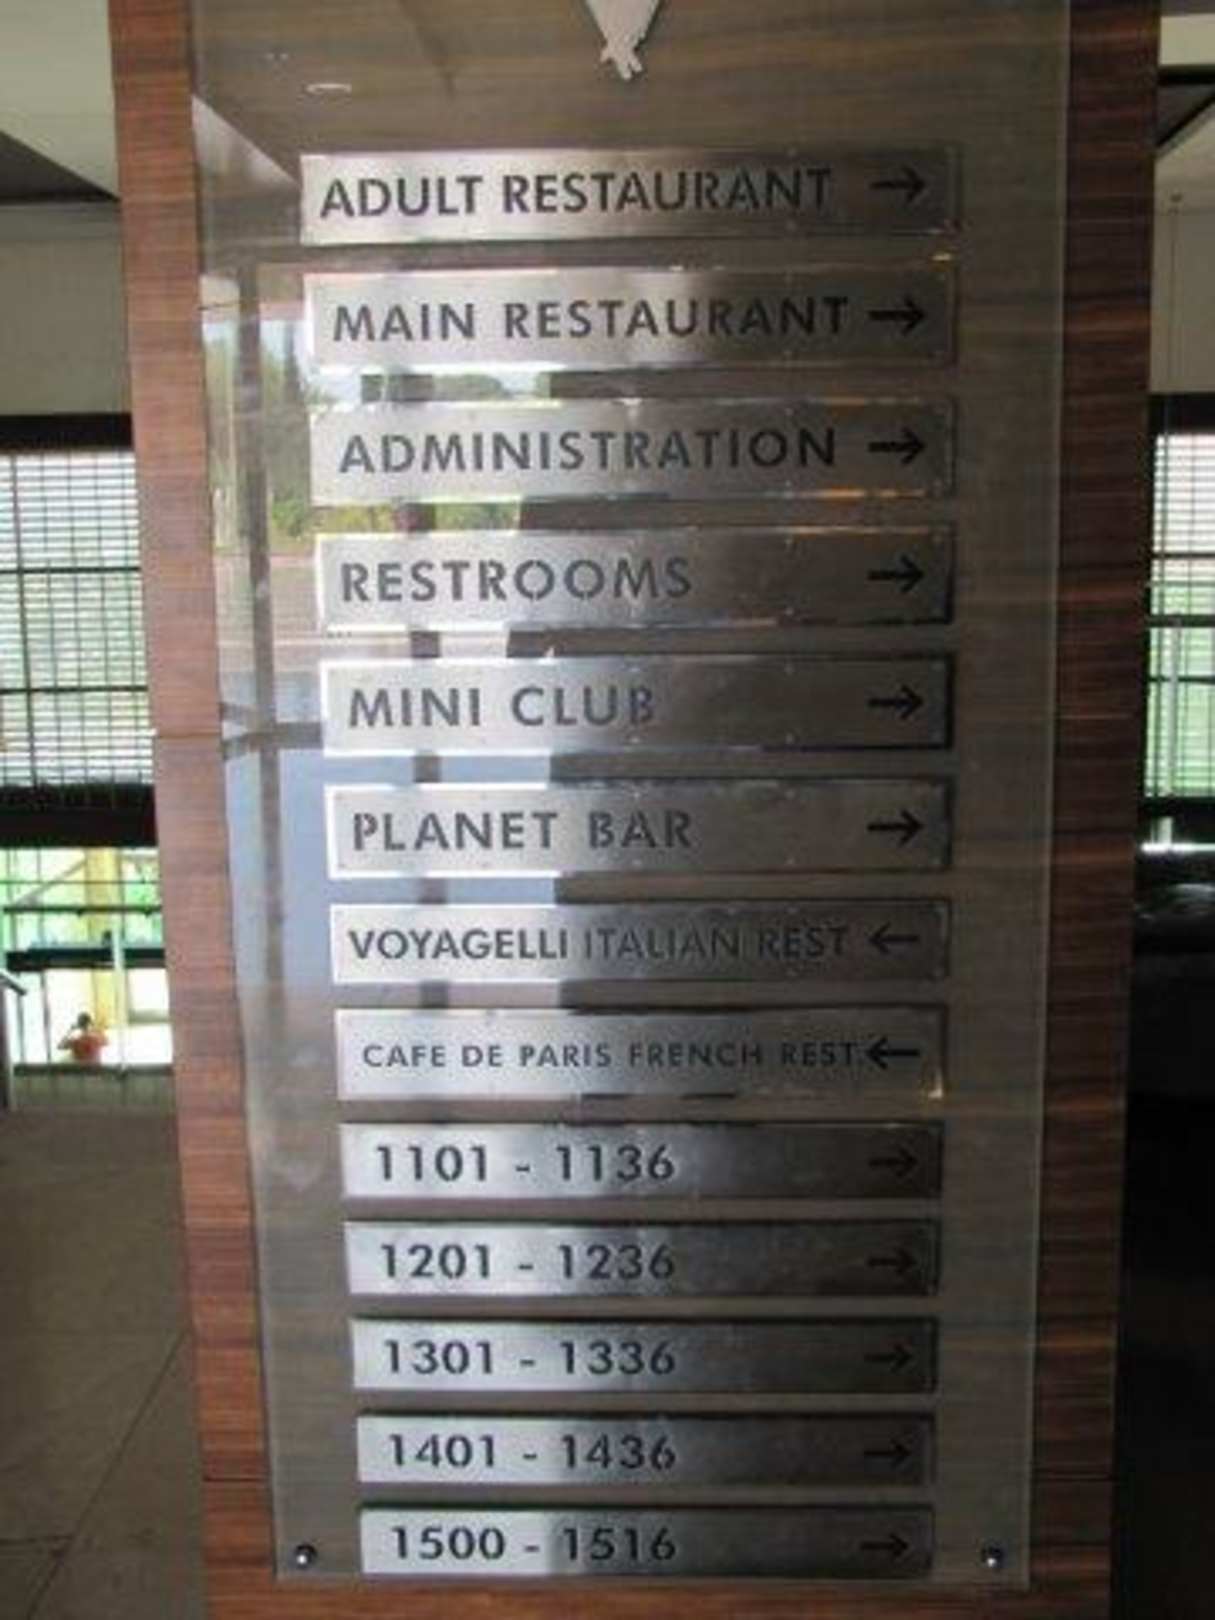 ADULT RESTAURANT →
MAIN RESTAURANT →
ADMINISTRATION →
RESTROOMS →
MINI CLUB →
PLANET BAR →
VOYAGELLI ITALIAN REST ←
CAFE DE PARIS FRENCH REST. ←
1101 - 1136 →
1201 - 1236 →
1301 - 1336 →
1401 - 1436 →
1500 - 1516 →